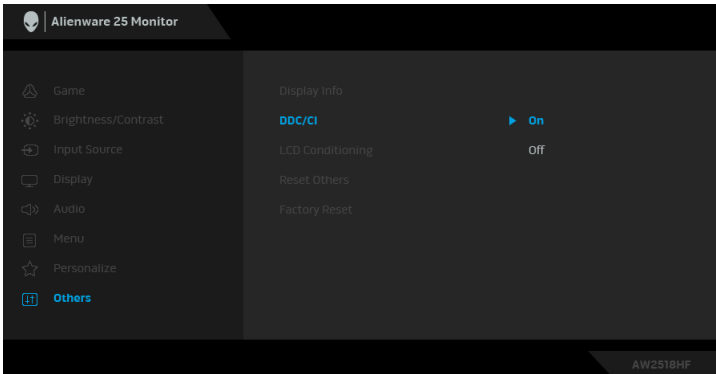 Alienware 25 Monitor
Game
Display Info
Brightness/Contrast
DDC/CI
On
Input Source
LCD Conditioning
Off
Display
Reset Others
Audio
Factory Reset
Menu
Personalize
Others
AW2518HF